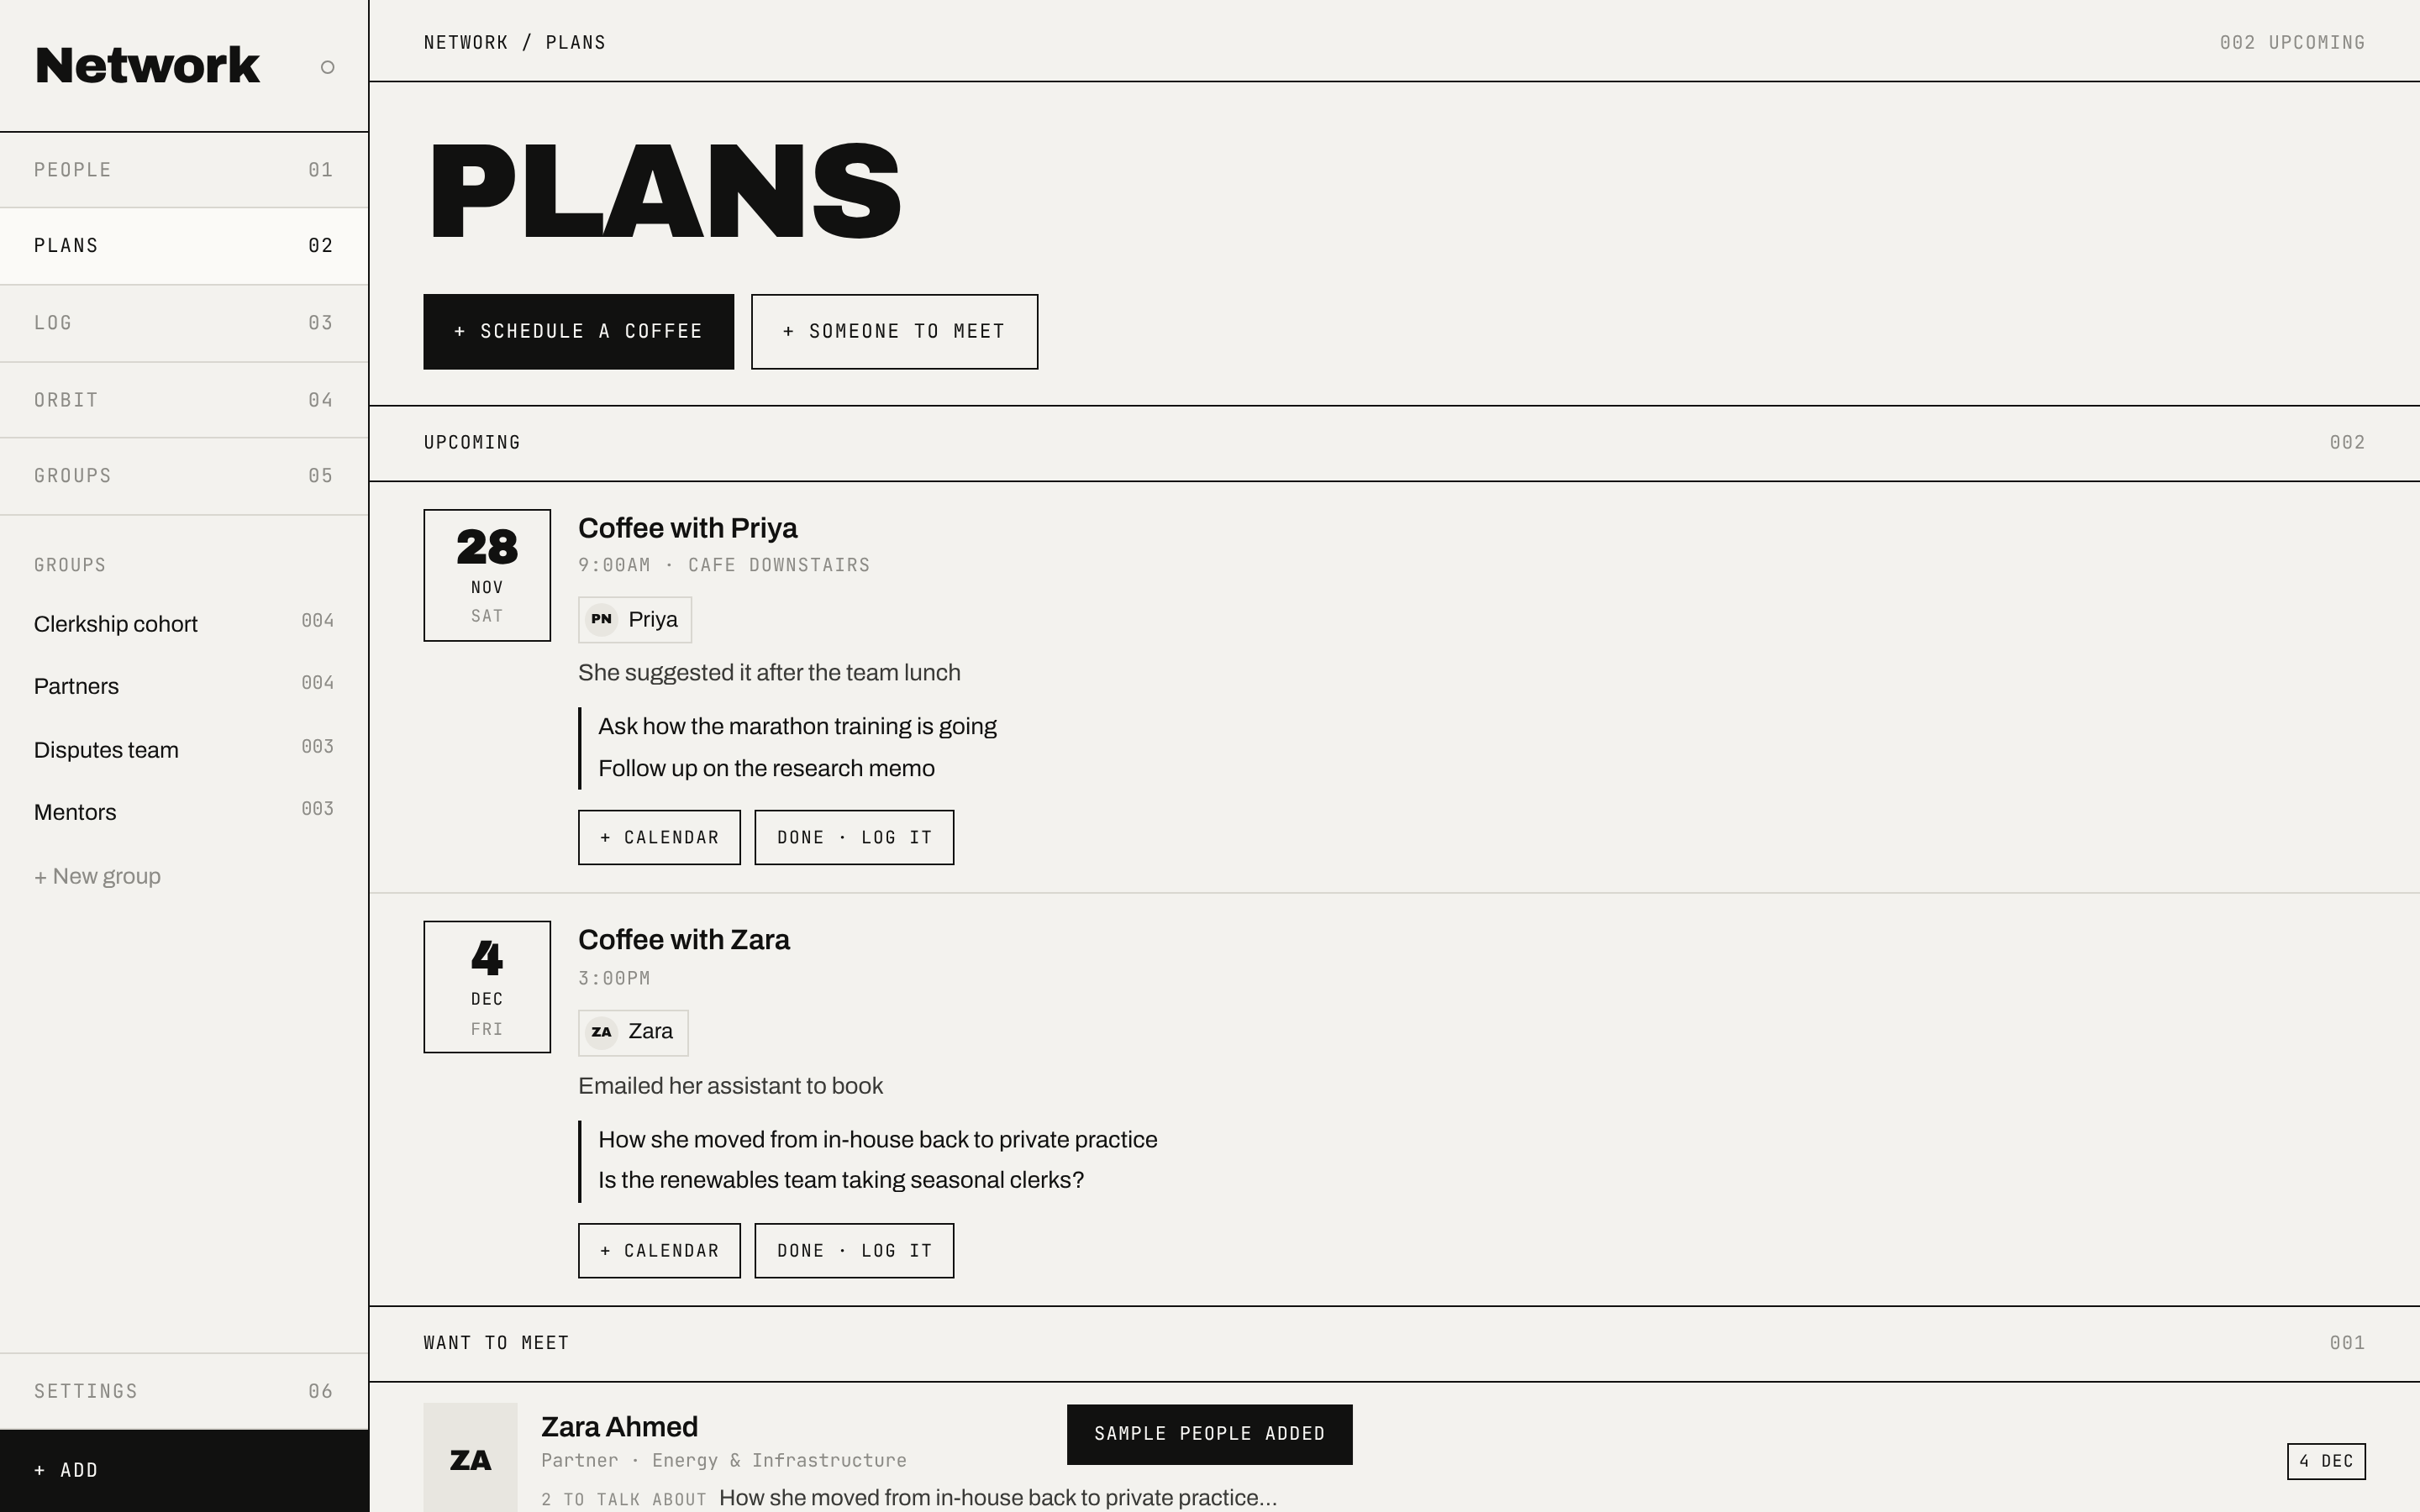 Network
PEOPLE 01
PLANS 02
LOG 03
ORBIT 04
GROUPS 05
GROUPS
Clerkship cohort 004
Partners 004
Disputes team 003
Mentors 003
+ New group
SETTINGS 06
+ ADD
NETWORK / PLANS 002 UPCOMING
PLANS
+ SCHEDULE A COFFEE + SOMEONE TO MEET
UPCOMING 002
28
NOV
SAT
Coffee with Priya
9:00AM · CAFE DOWNSTAIRS
PN Priya
She suggested it after the team lunch
Ask how the marathon training is going
Follow up on the research memo
+ CALENDAR DONE · LOG IT
4
DEC
FRI
Coffee with Zara
3:00PM
ZA Zara
Emailed her assistant to book
How she moved from in-house back to private practice
Is the renewables team taking seasonal clerks?
+ CALENDAR DONE · LOG IT
WANT TO MEET 001
ZA
Zara Ahmed
Partner · Energy & Infrastructure
2 TO TALK ABOUT How she moved from in-house back to private practice...
4 DEC
SAMPLE PEOPLE ADDED